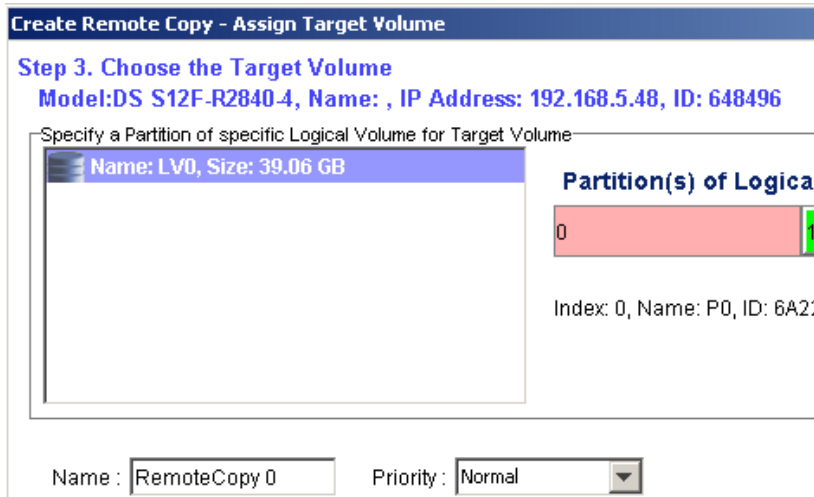 Create Remote Copy - Assign Target Volume
Step 3. Choose the Target Volume
Model:DS S12F-R2840-4, Name: , IP Address: 192.168.5.48, ID: 648496
Specify a Partition of specific Logical Volume for Target Volume
Name: LV0, Size: 39.06 GB
Partition(s) of Logica
0 1
Index: 0, Name: P0, ID: 6A2
Name : RemoteCopy 0 Priority : Normal